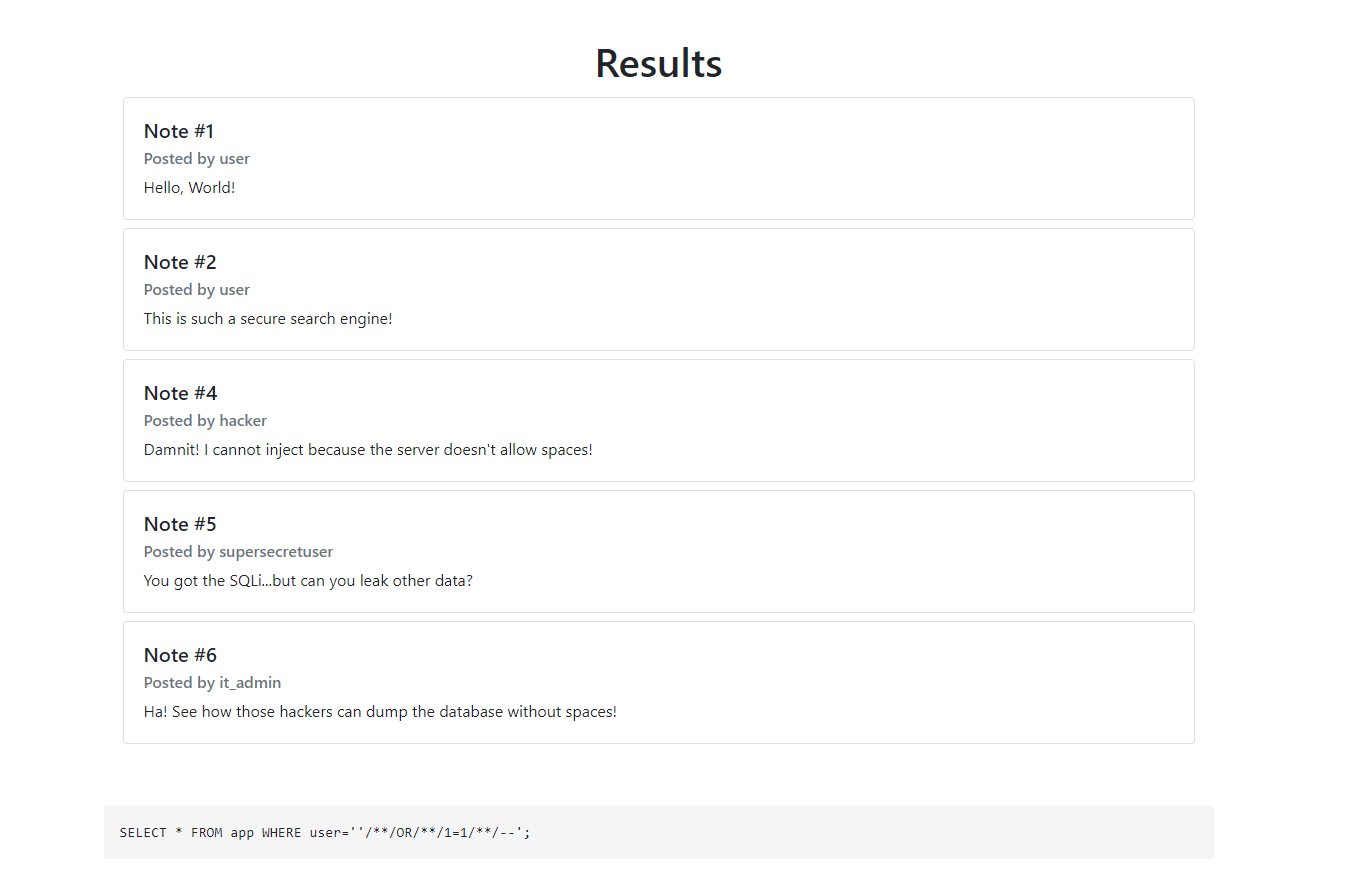 Results
Note #1
Posted by user
Hello, World!
Note #2
Posted by user
This is such a secure search engine!
Note #4
Posted by hacker
Damnit! I cannot inject because the server doesn't allow spaces!
Note #5
Posted by supersecretuser
You got the SQLi...but can you leak other data?
Note #6
Posted by it_admin
Ha! See how those hackers can dump the database without spaces!
SELECT * FROM app WHERE user=''/**/OR/**/1=1/**/--';